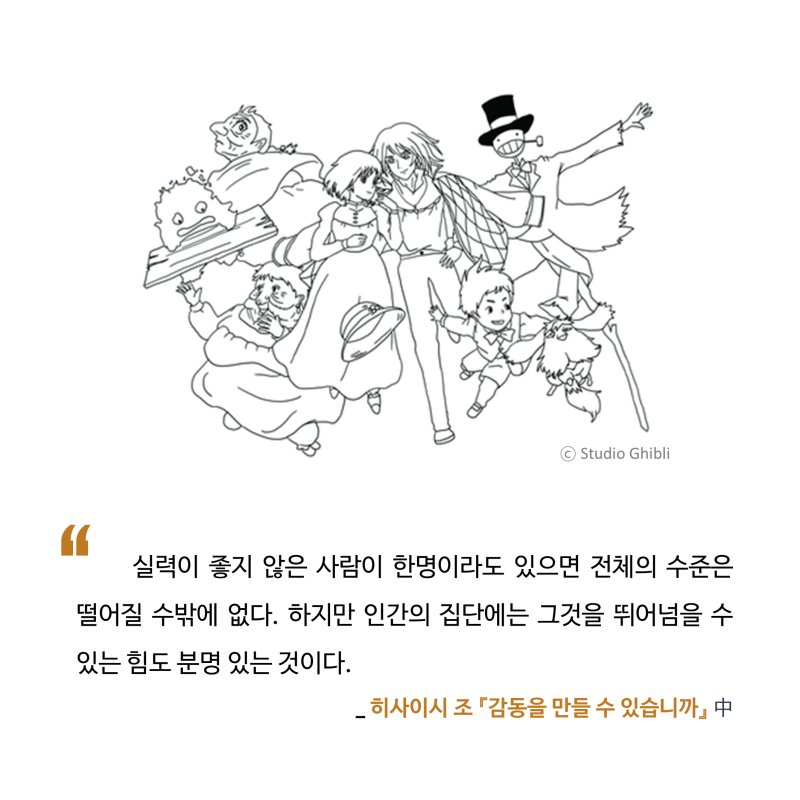 ⓒ Studio Ghibli
“
실력이 좋지 않은 사람이 한명이라도 있으면 전체의 수준은
떨어질 수밖에 없다. 하지만 인간의 집단에는 그것을 뛰어넘을 수
있는 힘도 분명 있는 것이다.
_ 히사이시 조 『감동을 만들 수 있습니까』 中